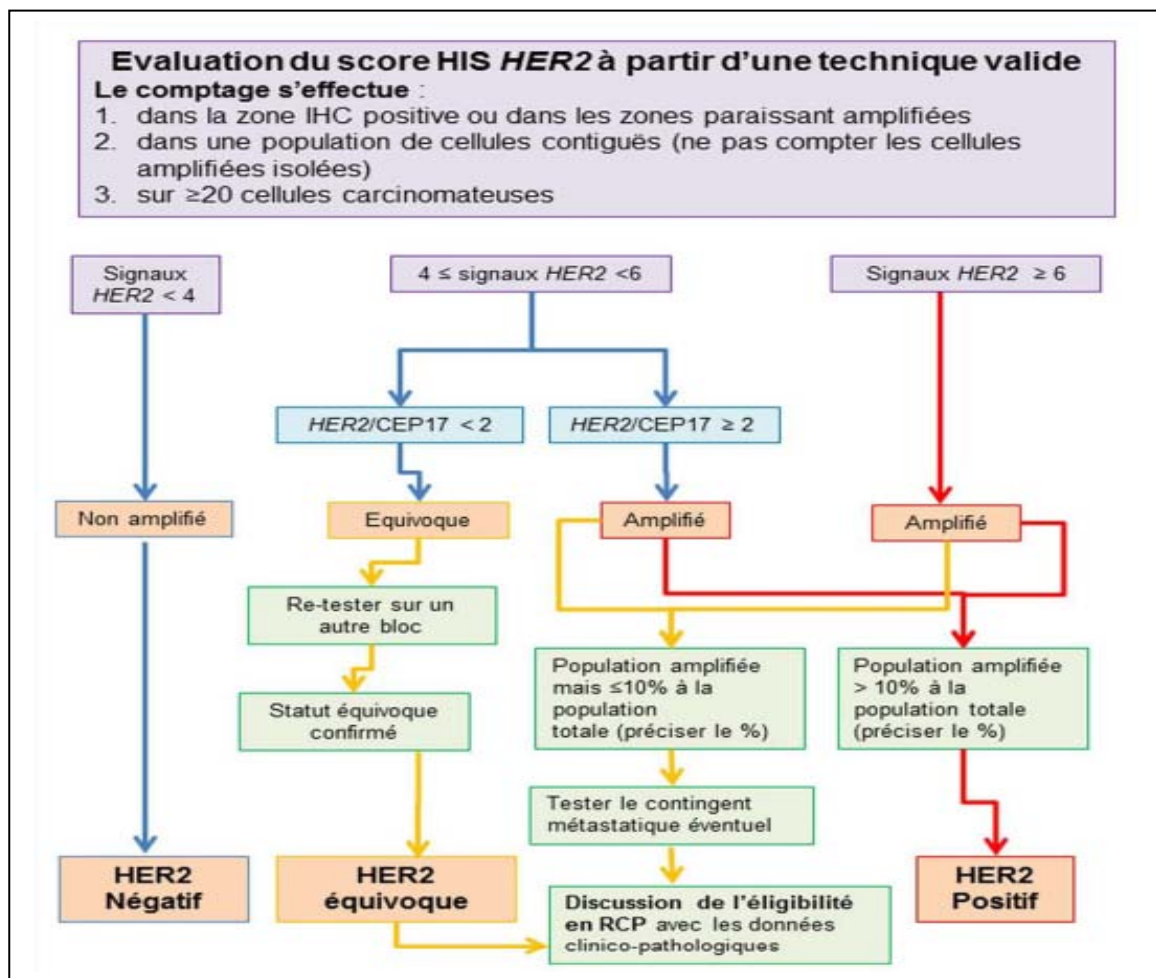 Evaluation du score HIS HER2 à partir d'une technique valide
Le comptage s'effectue :
1. dans la zone IHC positive ou dans les zones paraissant amplifiées
2. dans une population de cellules contiguës (ne pas compter les cellules
amplifiées isolées)
3. sur ≥20 cellules carcinomateuses
Signaux
HER2 < 4
4 ≤ signaux HER2 <6
Signaux HER2 ≥ 6
HER2/CEP17 < 2
HER2/CEP17 ≥ 2
Non amplifié
Equivoque
Amplifié
Amplifié
Re-tester sur un
autre bloc
Statut équivoque
confirmé
Population amplifiée
mais ≤10% à la
population
totale (préciser le %)
Population amplifiée
> 10% à la
population totale
(préciser le %)
Tester le contingent
métastatique éventuel
HER2
Négatif
HER2
équivoque
Discussion de l'éligibilité
en RCP avec les données
clinico-pathologiques
HER2
Positif